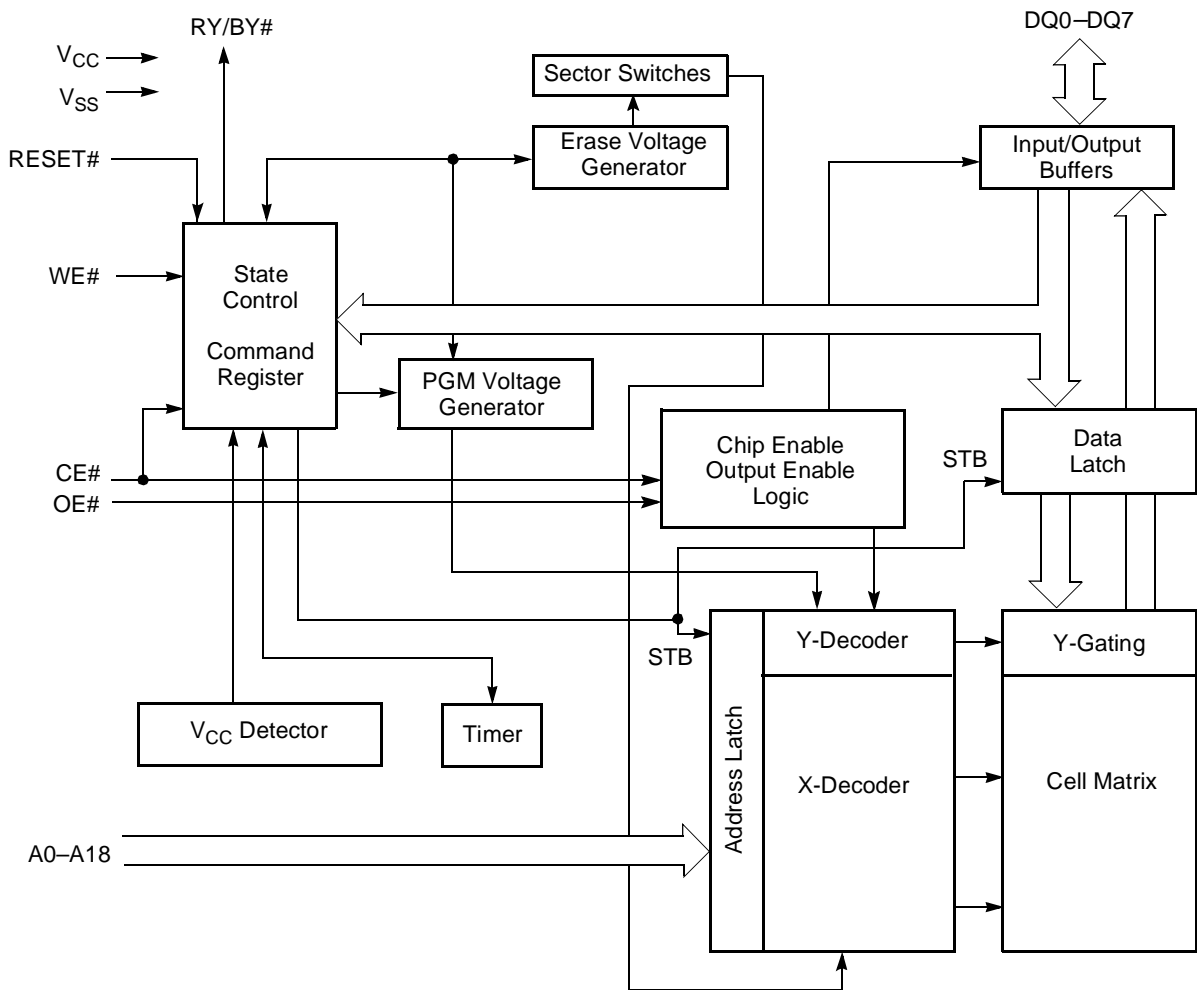 RY/BY#
DQ0–DQ7
VCC
VSS
Sector Switches
RESET#
Erase Voltage
Generator
Input/Output
Buffers
WE#
State
Control
Command
Register
PGM Voltage
Generator
Chip Enable
Output Enable
Logic
STB
Data
Latch
CE#
OE#
STB
Y-Decoder
Y-Gating
VCC Detector
Timer
Address Latch
X-Decoder
Cell Matrix
A0–A18